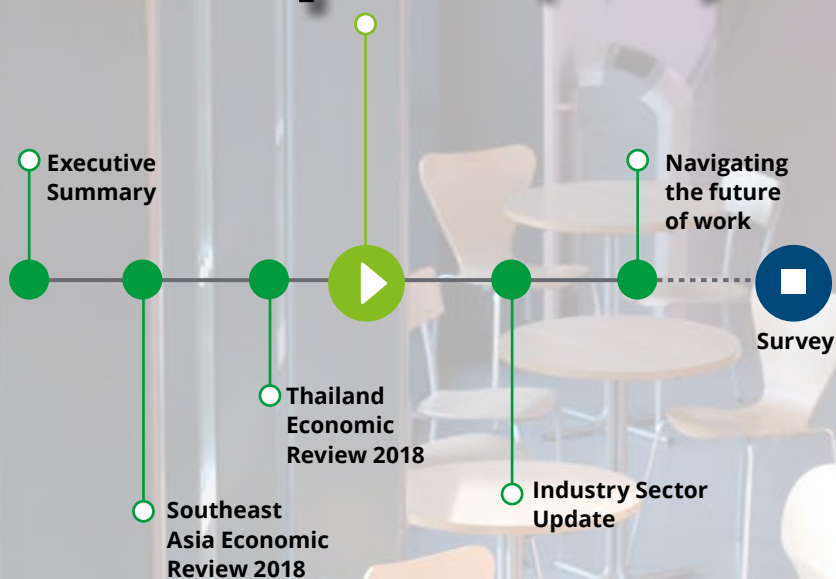 Executive
Summary
Navigating
the future
of work
Survey
Thailand
Economic
Review 2018
Industry Sector
Update
Southeast
Asia Economic
Review 2018